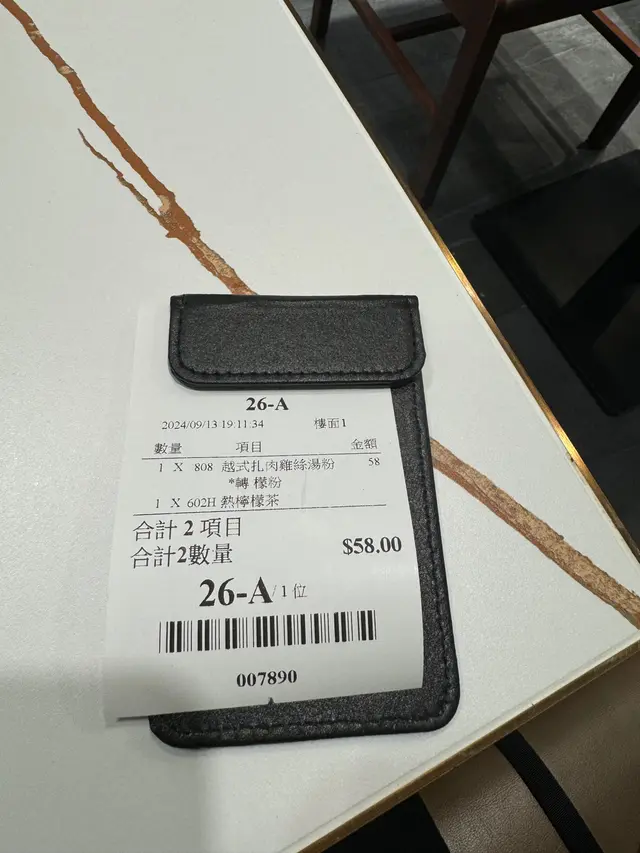 26-A
2024/09/13 19:11:34 樓面1
數量 項目 金額
1 X 808 越式扎肉雞絲湯粉 58
*轉 檬粉
1 X 602H 熱檸檬茶
合計 2 項目
合計2數量 $58.00
26-A/1 位
007890